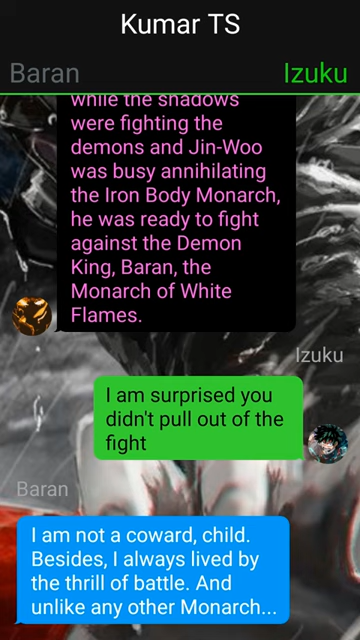 Kumar TS
Baran
Izuku
while the shadows
were fighting the
demons and Jin-Woo
was busy annihilating
the Iron Body Monarch,
he was ready to fight
against the Demon
King, Baran, the
Monarch of White
Flames.
Izuku
I am surprised you
didn't pull out of the
fight
Baran
I am not a coward, child.
Besides, I always lived by
the thrill of battle. And
unlike any other Monarch...